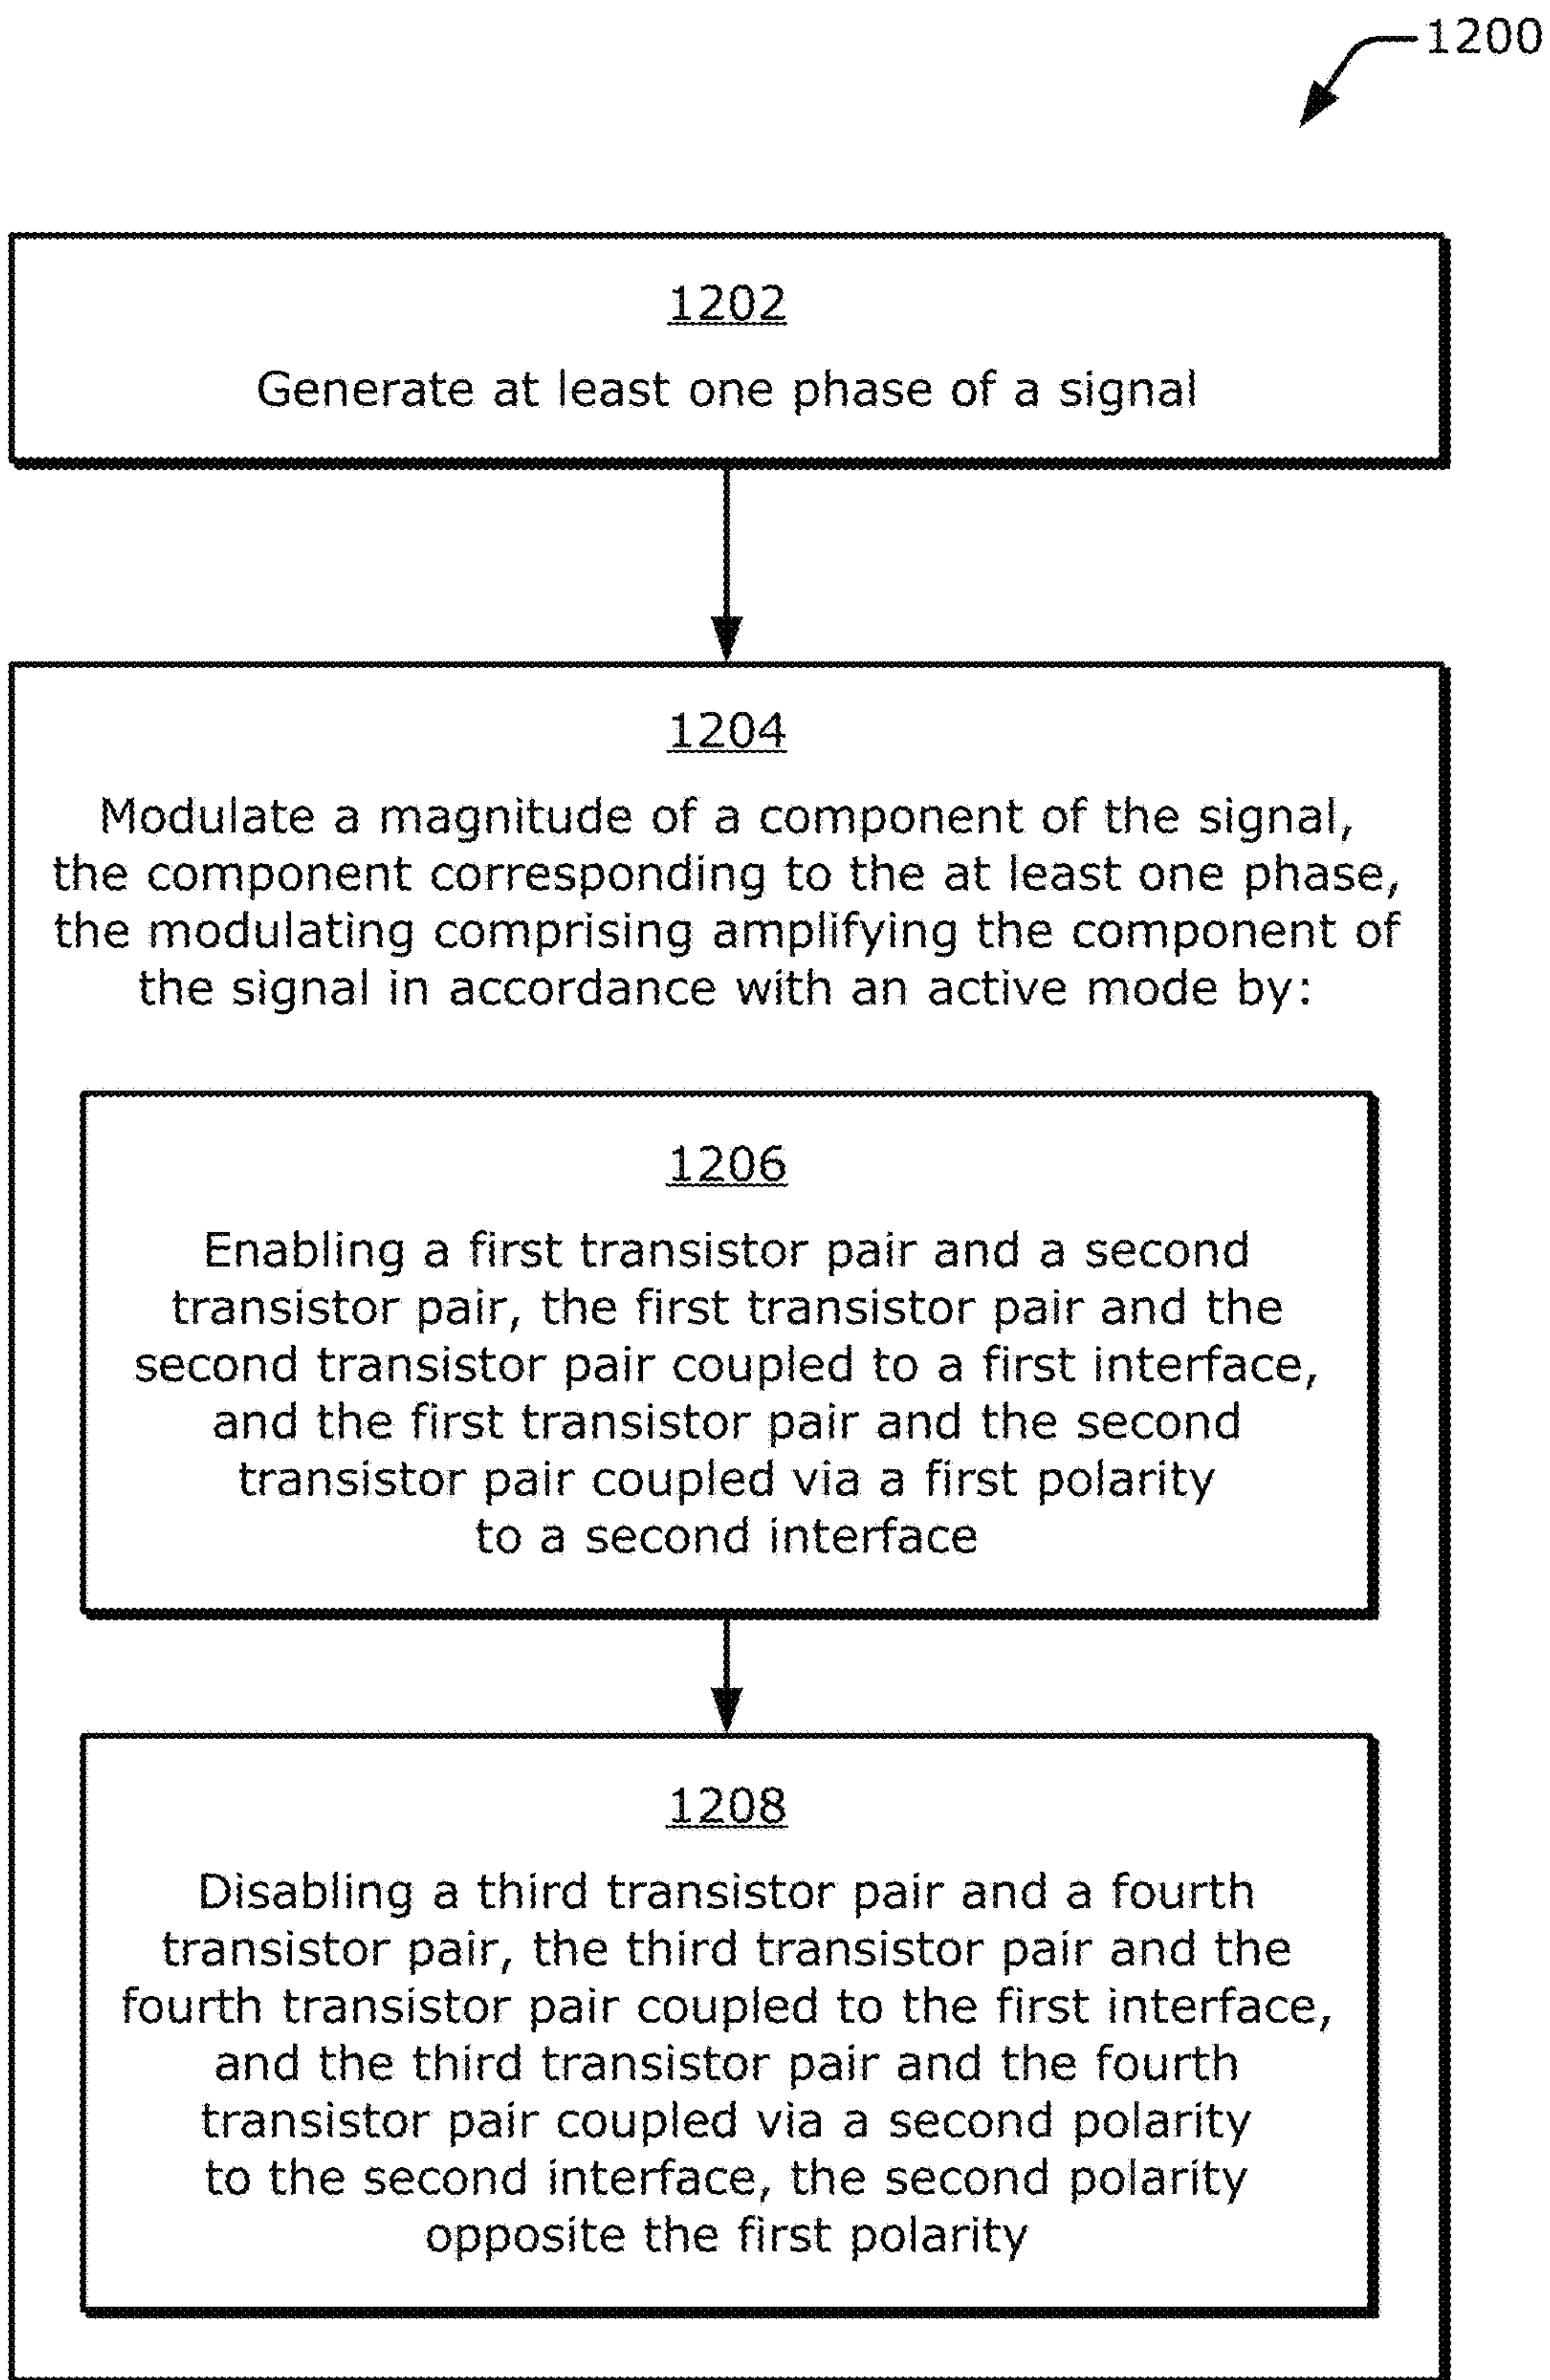 1200
1202
Generate at least one phase of a signal
1204
Modulate a magnitude of a component of the signal,
the component corresponding to the at least one phase,
the modulating comprising amplifying the component of
the signal in accordance with an active mode by:
1206
Enabling a first transistor pair and a second
transistor pair, the first transistor pair and the
second transistor pair coupled to a first interface,
and the first transistor pair and the second
transistor pair coupled via a first polarity
to a second interface
1208
Disabling a third transistor pair and a fourth
transistor pair, the third transistor pair and the
fourth transistor pair coupled to the first interface,
and the third transistor pair and the fourth
transistor pair coupled via a second polarity
to the second interface, the second polarity
opposite the first polarity